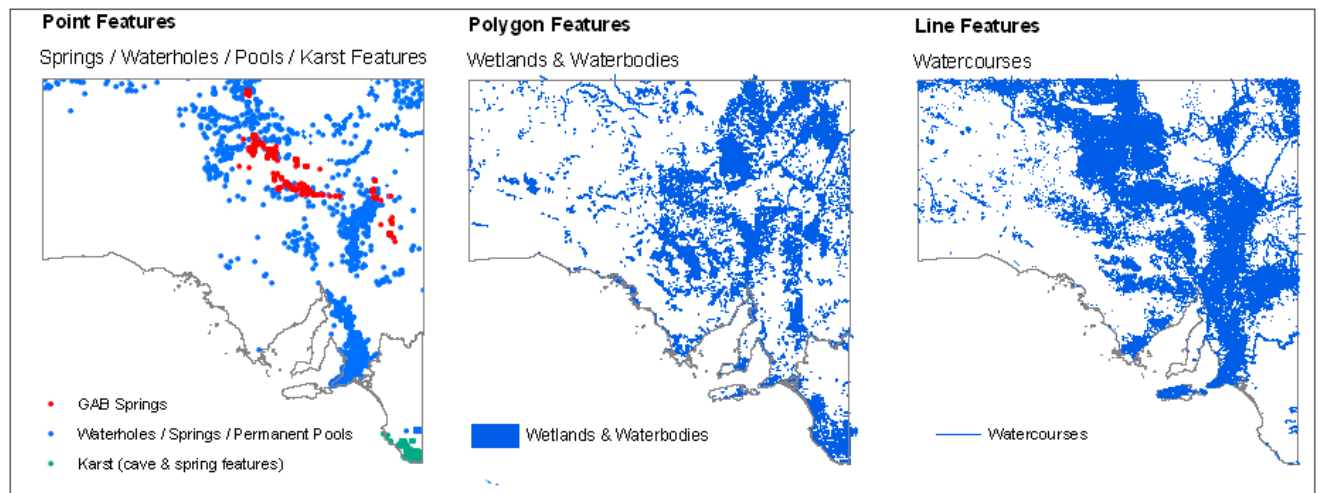 Point Features
Springs / Waterholes / Pools / Karst Features
GAB Springs
Waterholes / Springs / Permanent Pools
Karst (cave & spring features)
Polygon Features
Wetlands & Waterbodies
Wetlands & Waterbodies
Line Features
Watercourses
Watercourses